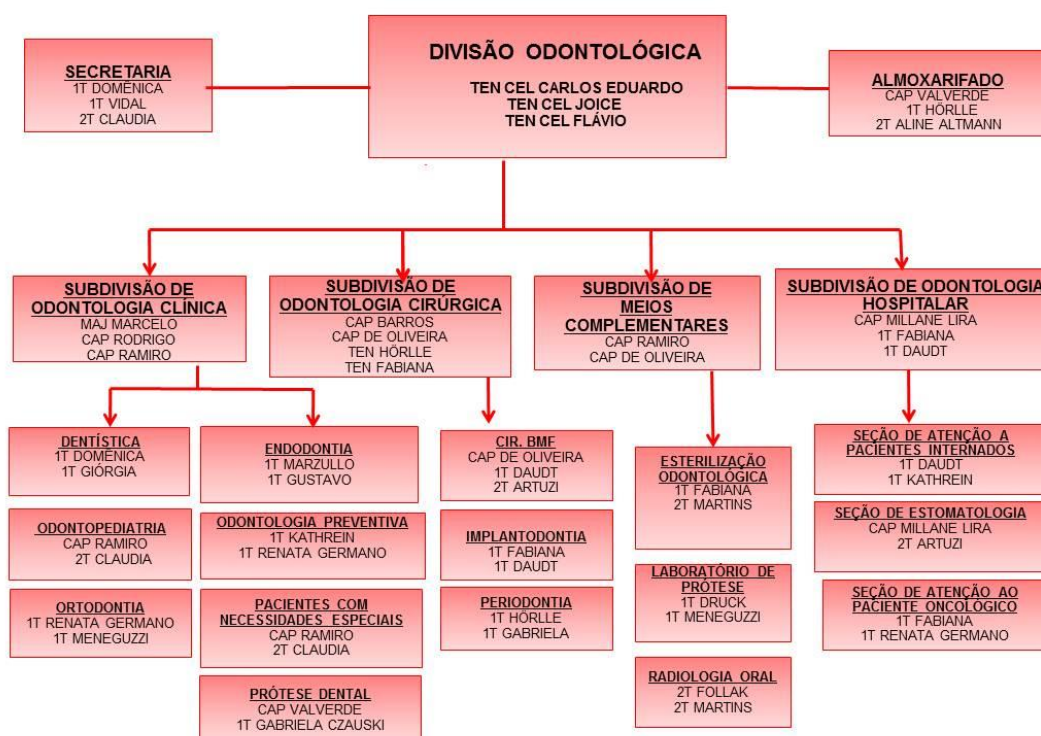 DIVISÃO ODONTOLÓGICA
TEN CEL CARLOS EDUARDO
TEN CEL JOICE
TEN CEL FLÁVIO
SECRETARIA
1T DOMÊNICA
1T VIDAL
2T CLAUDIA
ALMOXARIFADO
CAP VALVERDE
1T HÖRLLE
2T ALINE ALTMANN
SUBDIVISÃO DE
ODONTOLOGIA CLÍNICA
MAJ MARCELO
CAP RODRIGO
CAP RAMIRO
SUBDIVISÃO DE
ODONTOLOGIA CIRÚRGICA
CAP BARROS
CAP DE OLIVEIRA
TEN HÖRLLE
TEN FABIANA
SUBDIVISÃO DE
MEIOS
COMPLEMENTARES
CAP RAMIRO
CAP DE OLIVEIRA
SUBDIVISÃO DE ODONTOLOGIA
HOSPITALAR
CAP MILLANE LIRA
1T FABIANA
1T DAUDT
DENTÍSTICA
1T DOMÊNICA
1T GIÓRGIA
ODONTOPEDIATRIA
CAP RAMIRO
2T CLAUDIA
ORTODONTIA
1T RENATA GERMANO
1T MENEGUZZI
ENDODONTIA
1T MARZULLO
1T GUSTAVO
ODONTOLOGIA PREVENTIVA
1T KATHREIN
1T RENATA GERMANO
PACIENTES COM
NECESSIDADES ESPECIAIS
CAP RAMIRO
2T CLAUDIA
PRÓTESE DENTAL
CAP VALVERDE
1T GABRIELA CZAUSKI
CIR. BMF
CAP DE OLIVEIRA
1T DAUDT
2T ARTUZI
IMPLANTODONTIA
1T FABIANA
1T DAUDT
PERIODONTIA
1T HÖRLLE
1T GABRIELA
ESTERILIZAÇÃO
ODONTOLÓGICA
1T FABIANA
2T MARTINS
LABORATÓRIO DE
PRÓTESE
1T DRUCK
1T MENEGUZZI
RADIOLOGIA ORAL
2T FOLLAK
2T MARTINS
SEÇÃO DE ATENÇÃO A
PACIENTES INTERNADOS
1T DAUDT
1T KATHREIN
SEÇÃO DE ESTOMATOLOGIA
CAP MILLANE LIRA
2T ARTUZI
SEÇÃO DE ATENÇÃO AO
PACIENTE ONCOLÓGICO
1T FABIANA
1T RENATA GERMANO